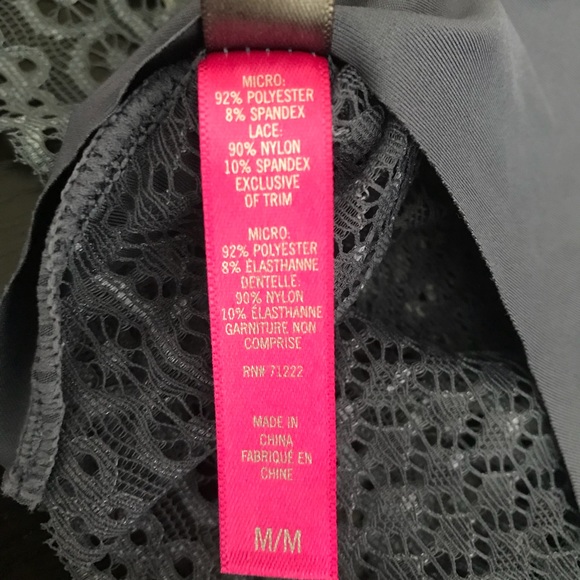 MICRO:
92% POLYESTER
8% SPANDEX
LACE:
90% NYLON
10% SPANDEX
EXCLUSIVE
OF TRIM
MICRO:
92% POLYESTER
8% ÉLASTHANNE
DENTELLE:
90% NYLON
10% ÉLASTHANNE
GARNITURE NON
COMPRISE
RN# 71222
MADE IN
CHINA
FABRIQUÉ EN
CHINE
M/M